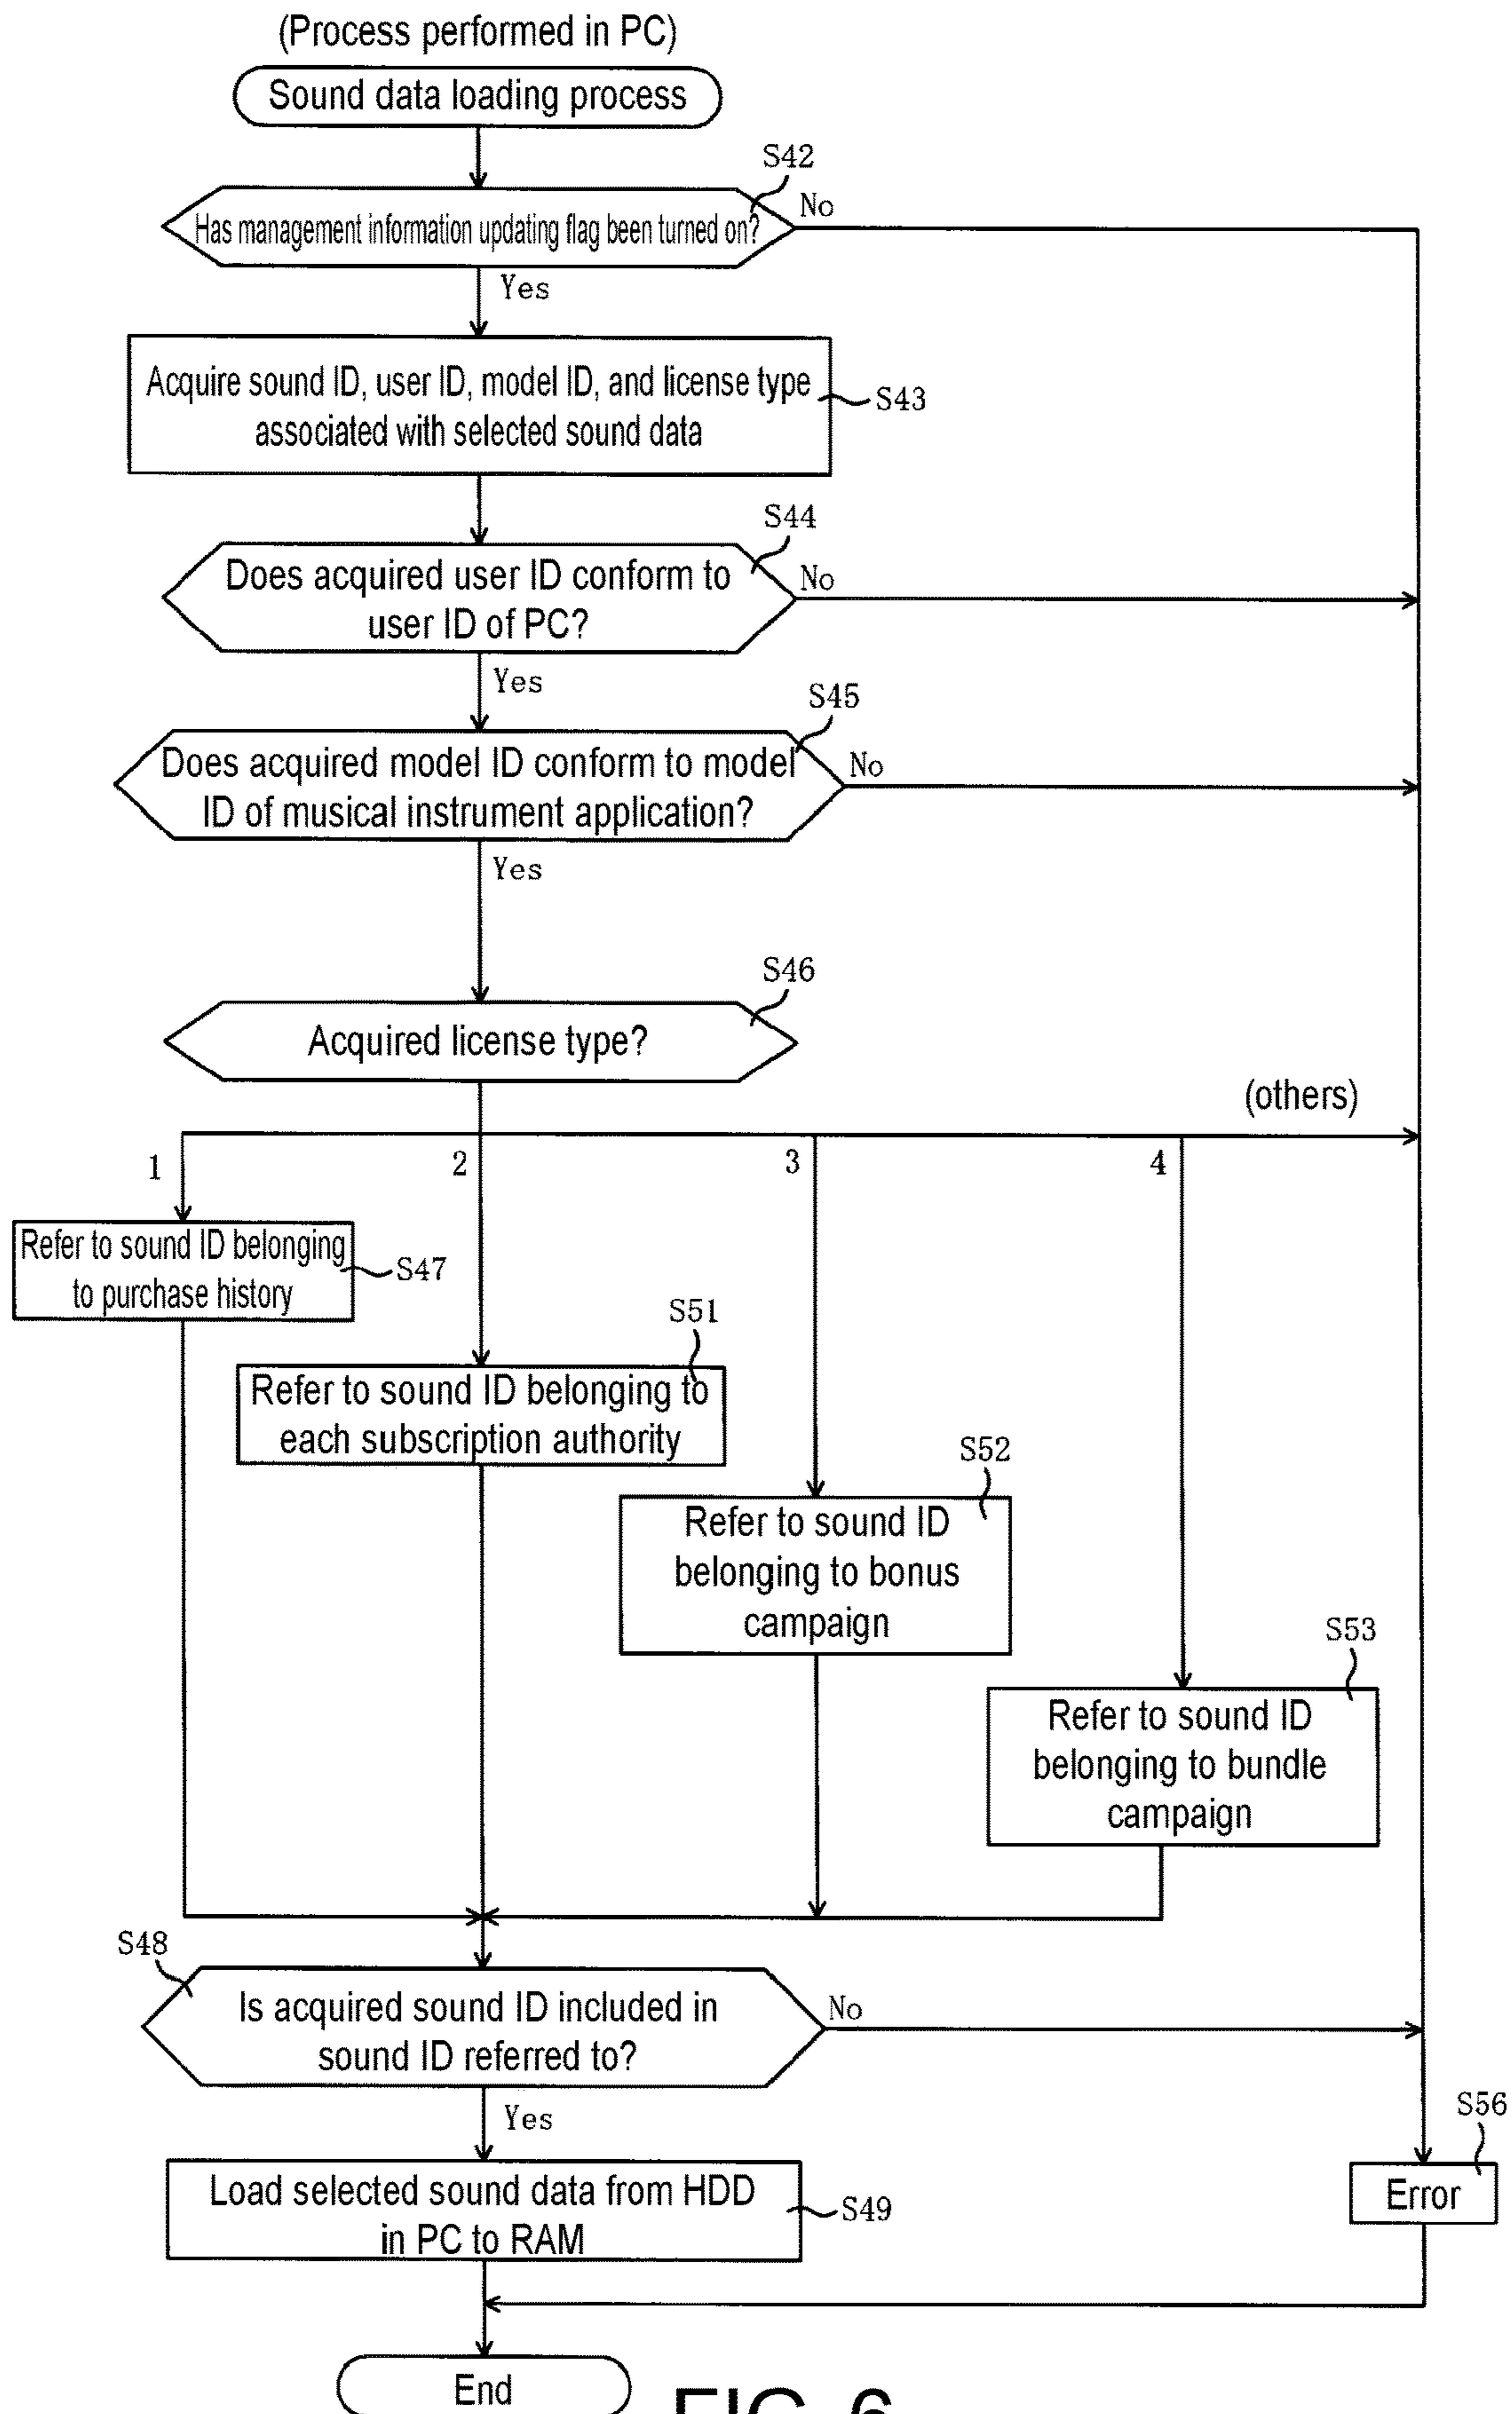 (Process performed in PC)
Sound data loading process
S42
Has management information updating flag been turned on?
No
Yes
Acquire sound ID, user ID, model ID, and license type
associated with selected sound data
S43
S44
Does acquired user ID conform to
user ID of PC?
No
Yes
S45
Does acquired model ID conform to model
ID of musical instrument application?
No
Yes
S46
Acquired license type?
(others)
1
2
3
4
Refer to sound ID belonging
to purchase history
S47
S51
Refer to sound ID belonging to
each subscription authority
S52
Refer to sound ID
belonging to bonus
campaign
S53
Refer to sound ID
belonging to bundle
campaign
S48
Is acquired sound ID included in
sound ID referred to?
No
Yes
S56
Load selected sound data from HDD
in PC to RAM
S49
Error
End
FIG. 6